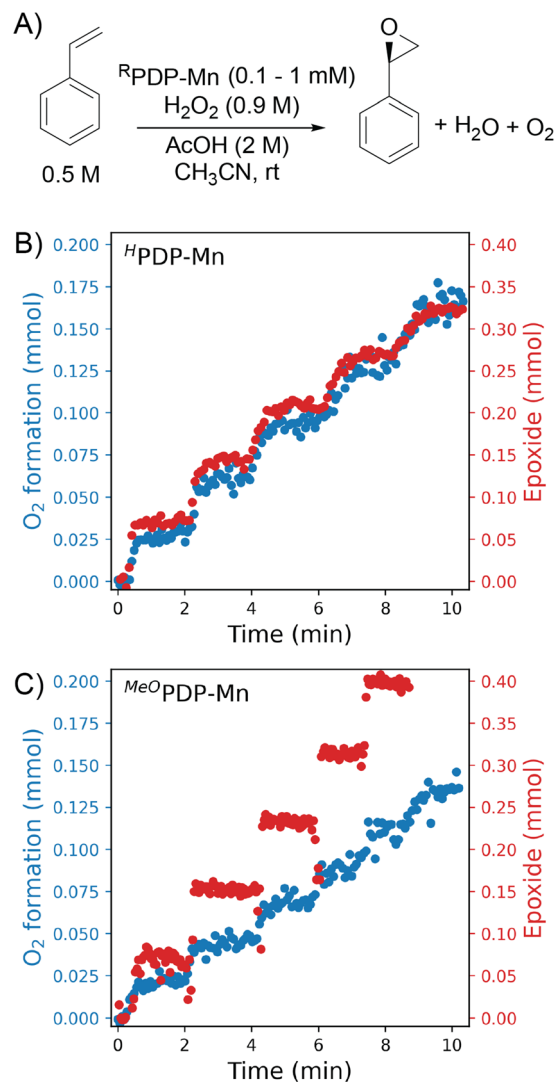 A)
ᴿPDP-Mn (0.1 - 1 mM)
H₂O₂ (0.9 M)
AcOH (2 M)
CH₃CN, rt
0.5 M
O
+ H₂O + O₂
B)
ᴴPDP-Mn
O₂ formation (mmol)
0.200
0.175
0.150
0.125
0.100
0.075
0.050
0.025
0.000
0.40
0.35
0.30
0.25
0.20
0.15
0.10
0.05
0.00
Epoxide (mmol)
0 2 4 6 8 10
Time (min)
C)
ᴹᵉᴼPDP-Mn
O₂ formation (mmol)
0.200
0.175
0.150
0.125
0.100
0.075
0.050
0.025
0.000
0.40
0.35
0.30
0.25
0.20
0.15
0.10
0.05
0.00
Epoxide (mmol)
0 2 4 6 8 10
Time (min)